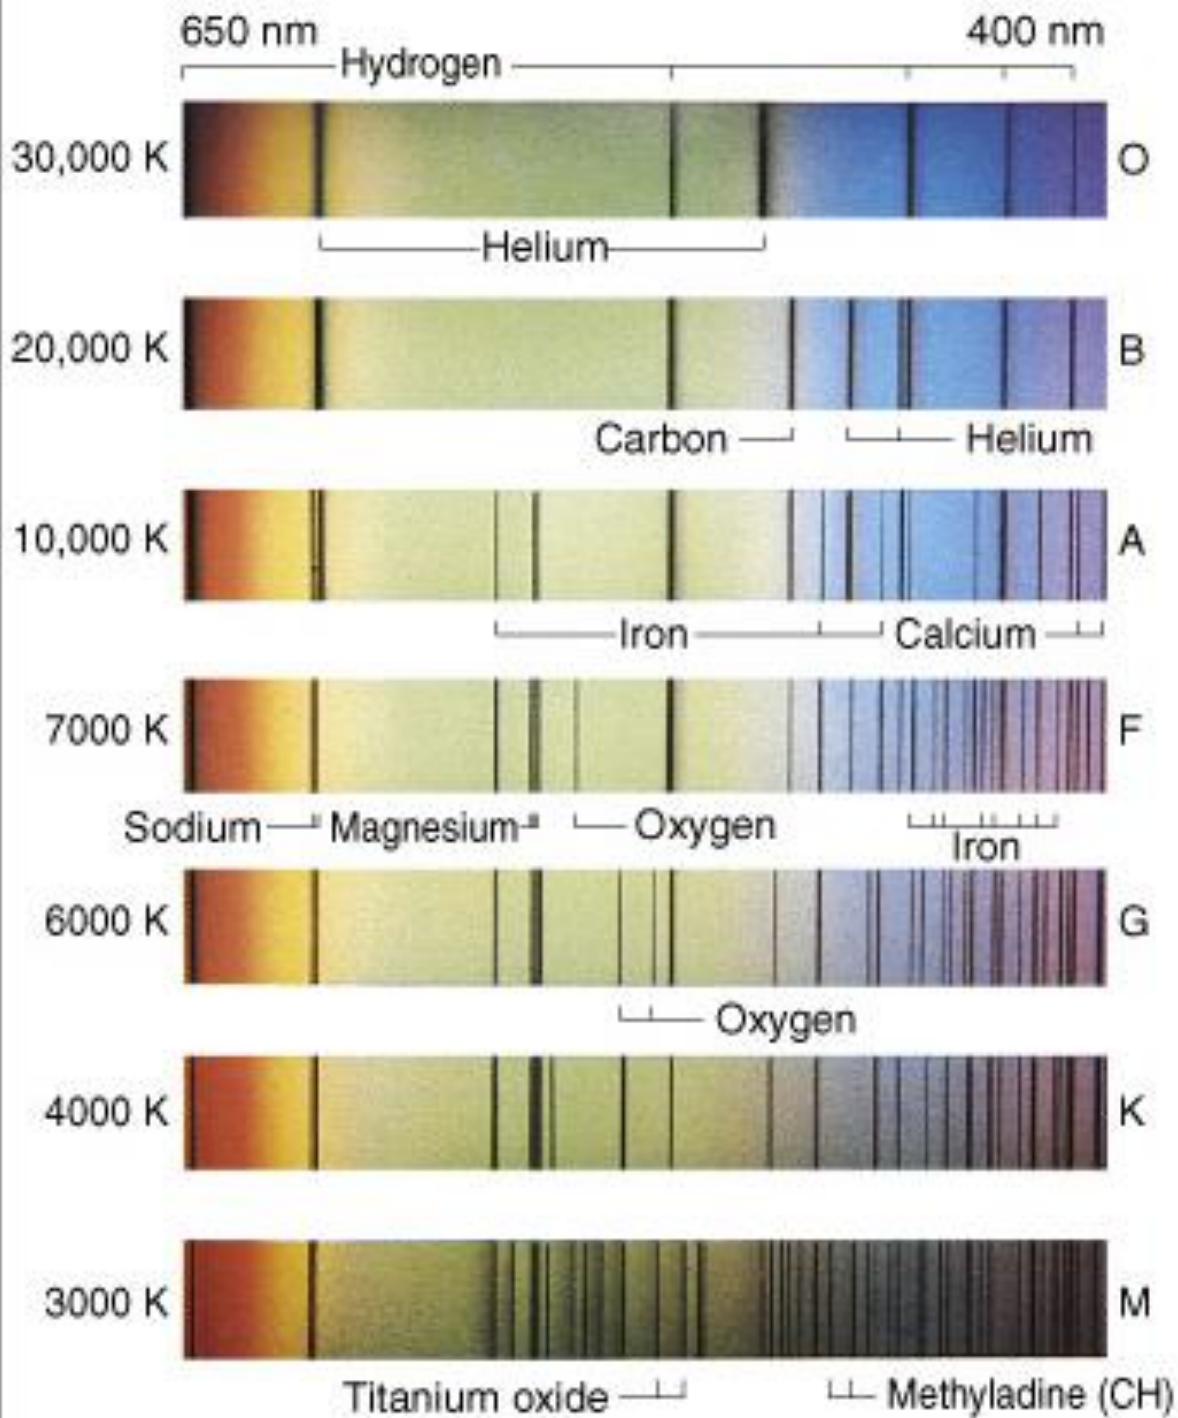 650 nm 400 nm
Hydrogen
30,000 K O
Helium
20,000 K B
Carbon Helium
10,000 K A
Iron Calcium
7000 K F
Sodium Magnesium Oxygen Iron
6000 K G
Oxygen
4000 K K
3000 K M
Titanium oxide Methyladine (CH)